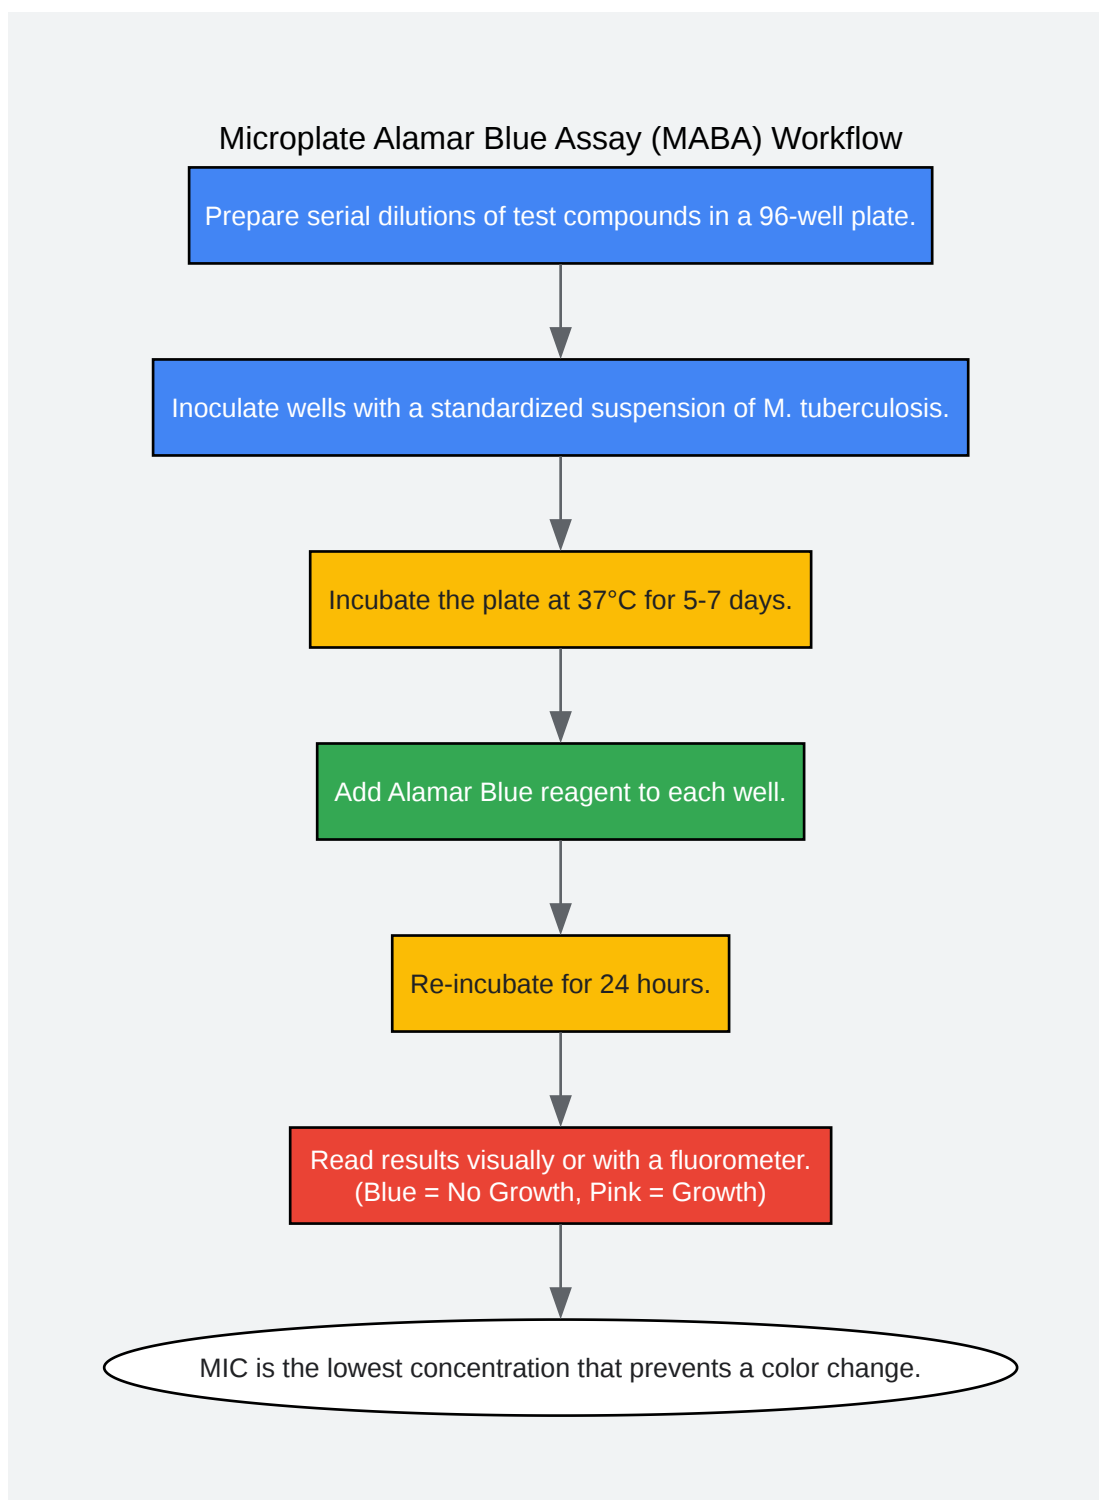 Microplate Alamar Blue Assay (MABA) Workflow
Prepare serial dilutions of test compounds in a 96-well plate.
Inoculate wells with a standardized suspension of M. tuberculosis.
Incubate the plate at 37°C for 5-7 days.
Add Alamar Blue reagent to each well.
Re-incubate for 24 hours.
Read results visually or with a fluorometer.
(Blue = No Growth, Pink = Growth)
MIC is the lowest concentration that prevents a color change.